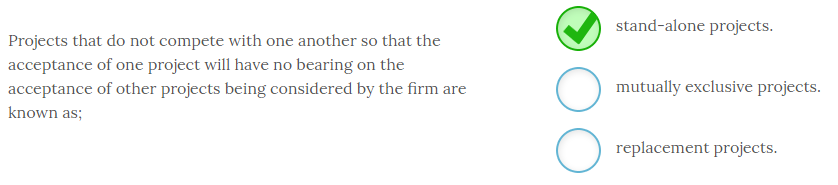 Projects that do not compete with one another so that the
acceptance of one project will have no bearing on the
acceptance of other projects being considered by the firm are
known as;
stand-alone projects.
mutually exclusive projects.
replacement projects.